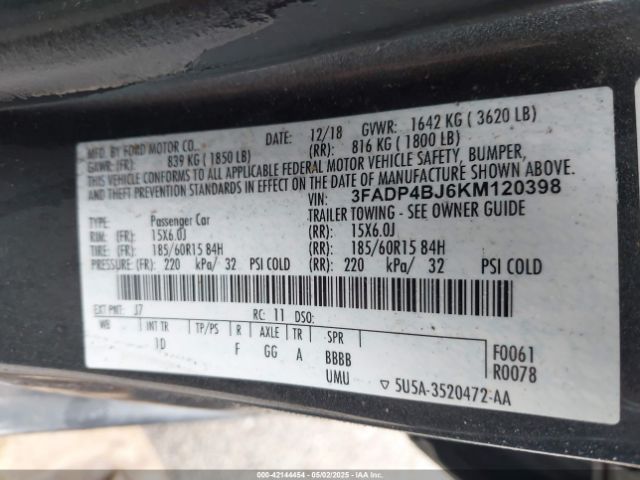 MFD. BY FORD MOTOR CO.. DATE: 12/18 GVWR: 1642 KG ( 3620 LB)
GAWR: (FR): 839 KG ( 1850 LB) (RR): 816 KG ( 1800 LB)
THIS VEHICLE CONFORMS TO ALL APPLICABLE FEDERAL MOTOR VEHICLE SAFETY, BUMPER,
AND THEFT PREVENTION STANDARDS IN EFFECT ON THE DATE OF MANUFACTURE SHOWN ABOVE.
VIN: 3FADP4BJ6KM120398
TYPE: Passenger Car TRAILER TOWING - SEE OWNER GUIDE
RIM: (FR): 15X6.0J (RR): 15X6.0J
TIRE: (FR): 185/60R15 84H (RR): 185/60R15 84H
PRESSURE: (FR): 220 kPa/ 32 PSI COLD (RR): 220 kPa/ 32 PSI COLD
EXT PNT: J7 RC: 11 DSO:
WB INT TR TP/PS R AXLE TR SPR
1D F GG A BBBB F0061
UMU R0078
5U5A-3520472-AA
000-42144454 | 05/02/2025 | IAAI.COM